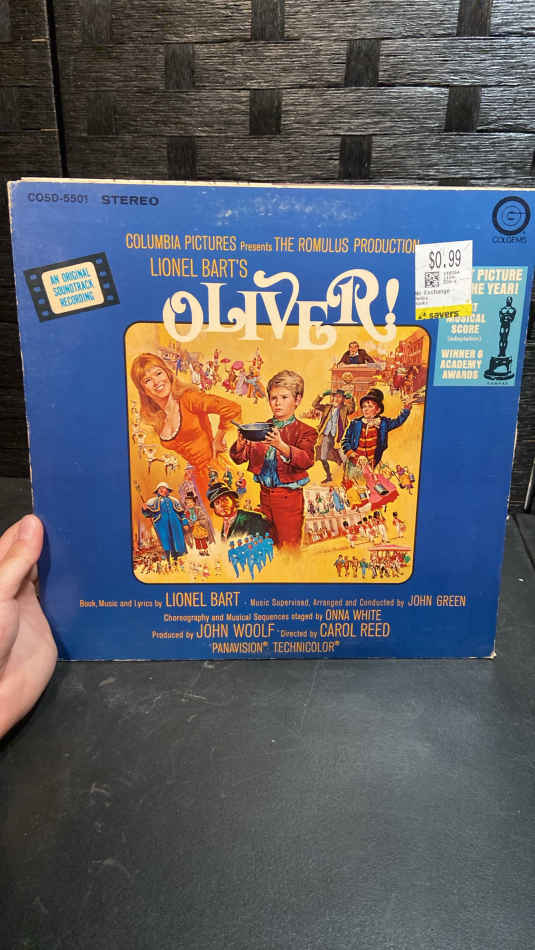 COSD-5501 STEREO
COLGEMS
COLUMBIA PICTURES Presents THE ROMULUS PRODUCTION
LIONEL BART'S
OLIVER!
AN ORIGINAL
SOUNDTRACK
RECORDING
$0.99
No Exchange
savers
PICTURE
THE YEAR!
MUSICAL
SCORE
(adaptation)
WINNER 6
ACADEMY
AWARDS
Book, Music and Lyrics by LIONEL BART · Music Supervised, Arranged and Conducted by JOHN GREEN
Choreography and Musical Sequences staged by ONNA WHITE
Produced by JOHN WOOLF · Directed by CAROL REED
PANAVISION® TECHNICOLOR®